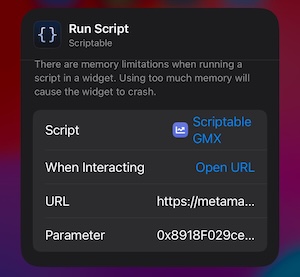 {}
Run Script
Scriptable
There are memory limitations when running a
script in a widget. Using too much memory will
cause the widget to crash.
Script Scriptable
GMX
When Interacting Open URL
URL https://metama...
Parameter 0x8918F029ce...